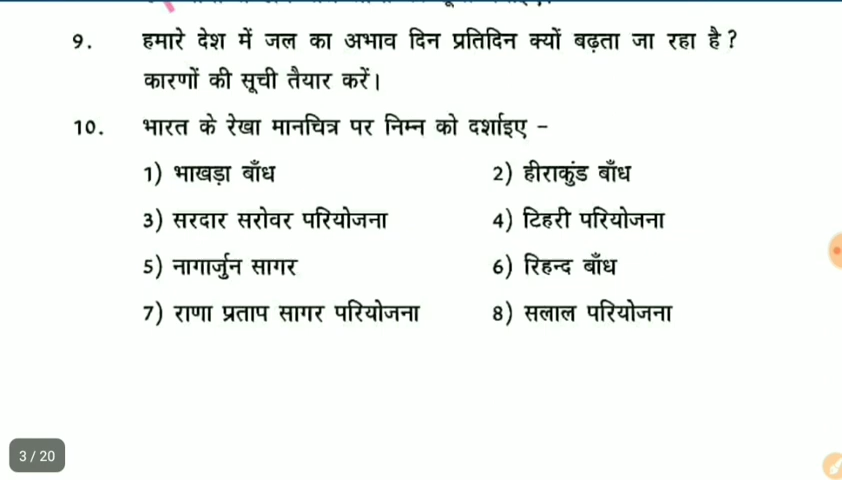 9. हमारे देश में जल का अभाव दिन प्रतिदिन क्यों बढ़ता जा रहा है?
कारणों की सूची तैयार करें।
10. भारत के रेखा मानचित्र पर निम्न को दर्शाइए -
1) भाखड़ा बाँध 2) हीराकुंड बाँध
3) सरदार सरोवर परियोजना 4) टिहरी परियोजना
5) नागार्जुन सागर 6) रिहन्द बाँध
7) राणा प्रताप सागर परियोजना 8) सलाल परियोजना
3 / 20